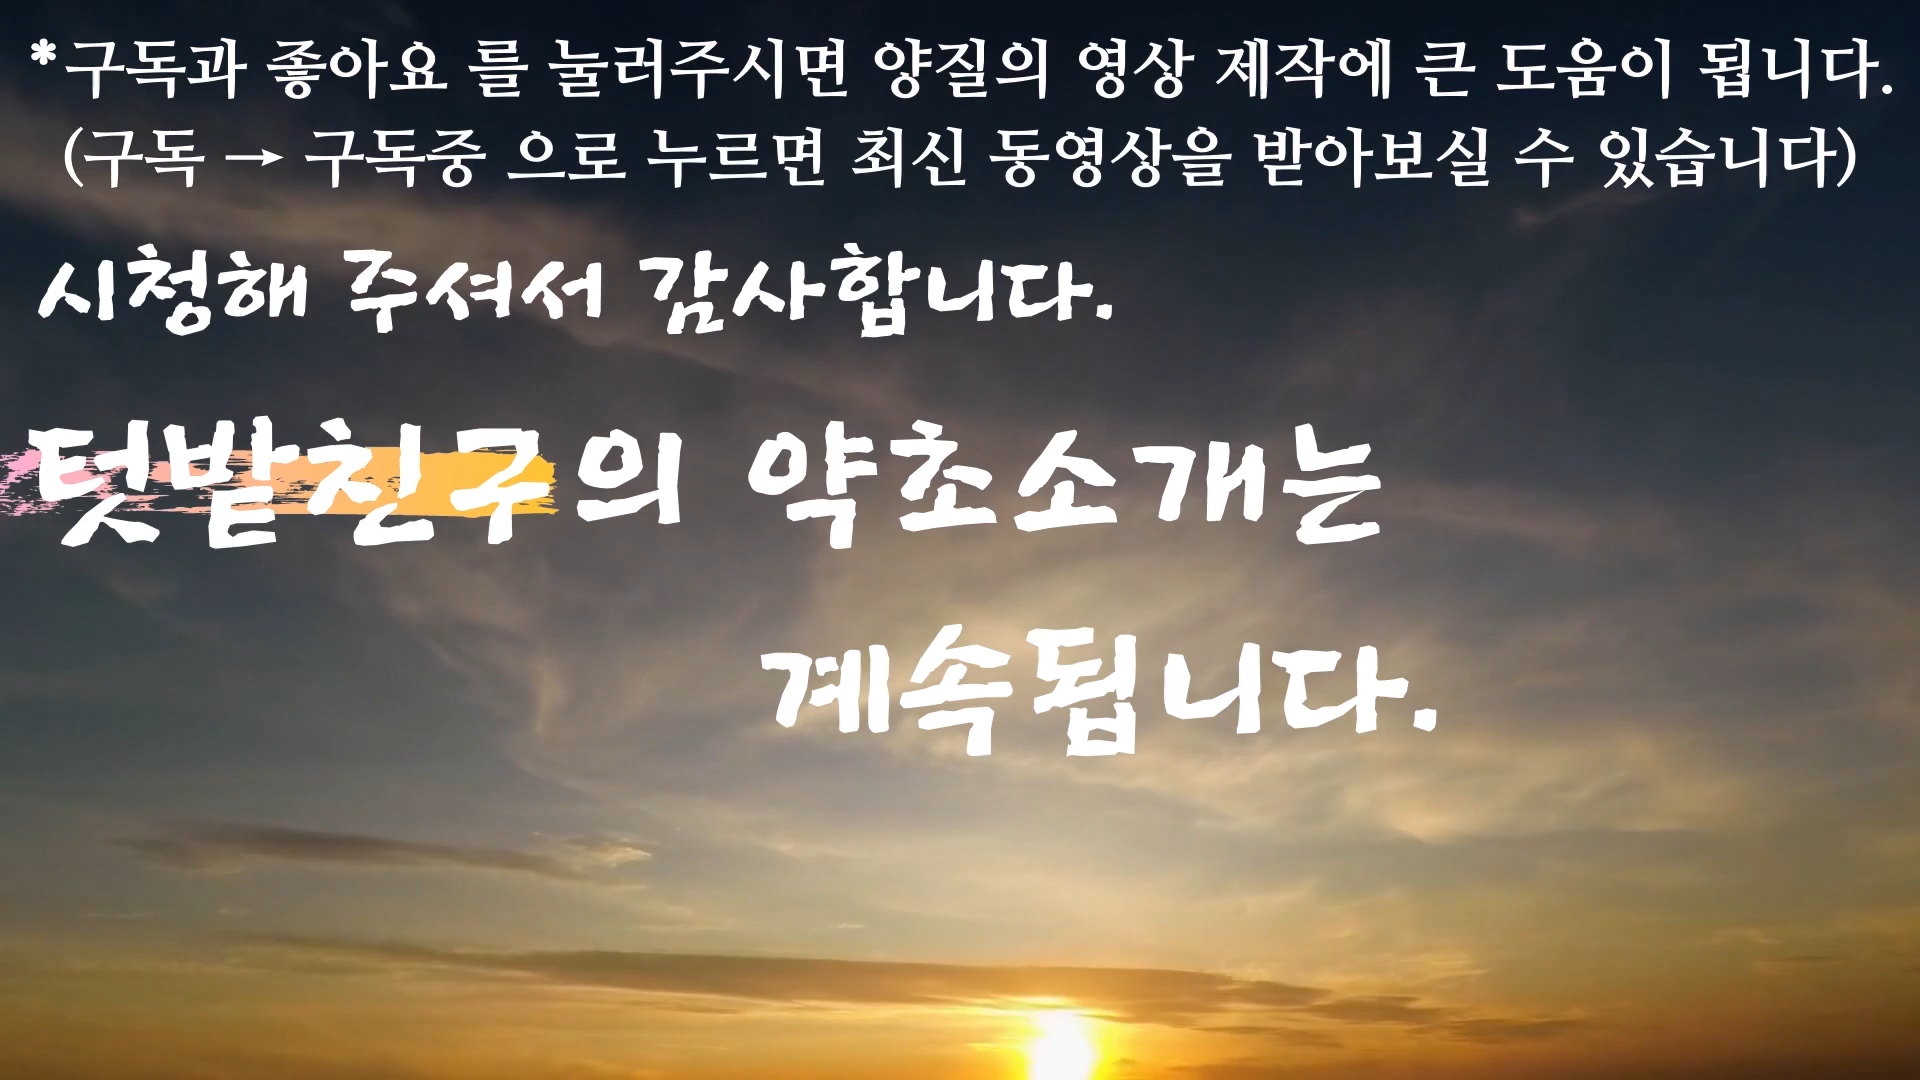 *구독과 좋아요 를 눌러주시면 양질의 영상 제작에 큰 도움이 됩니다.
(구독 → 구독중 으로 누르면 최신 동영상을 받아보실 수 있습니다)
시청해 주셔서 감사합니다.
텃밭친구의 약초소개는
계속됩니다.